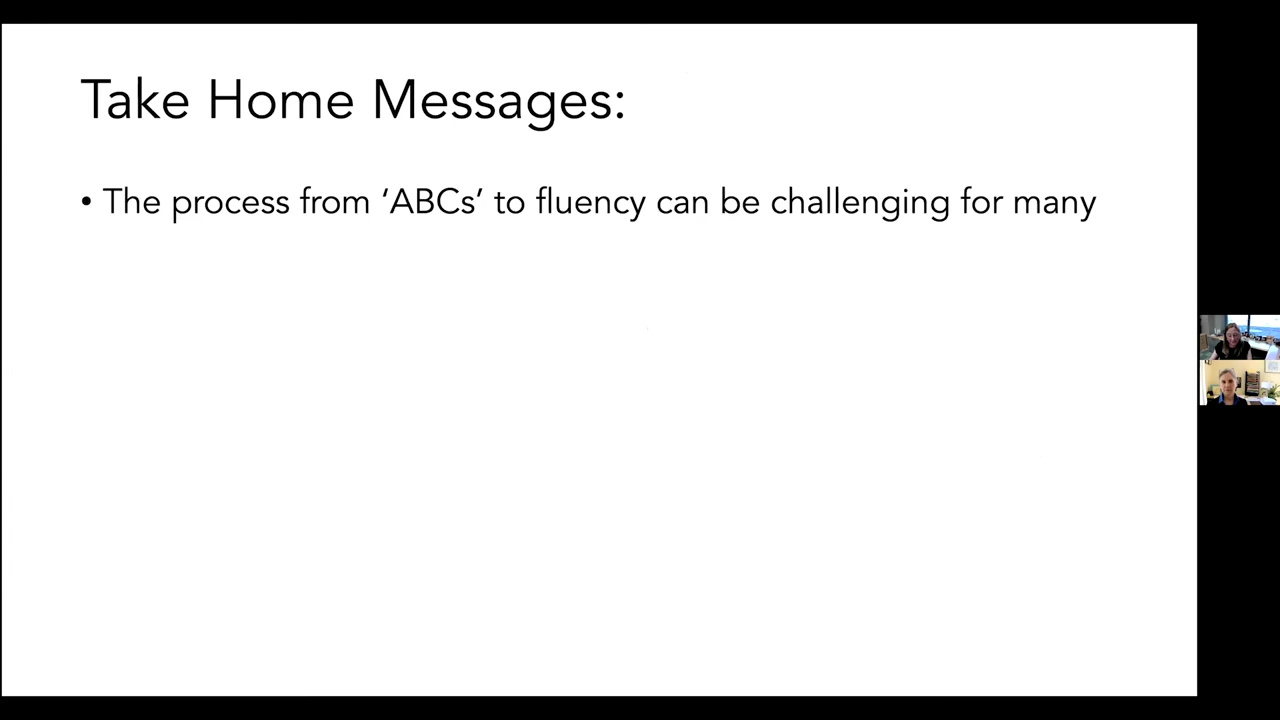 Take Home Messages:
• The process from ‘ABCs’ to fluency can be challenging for many